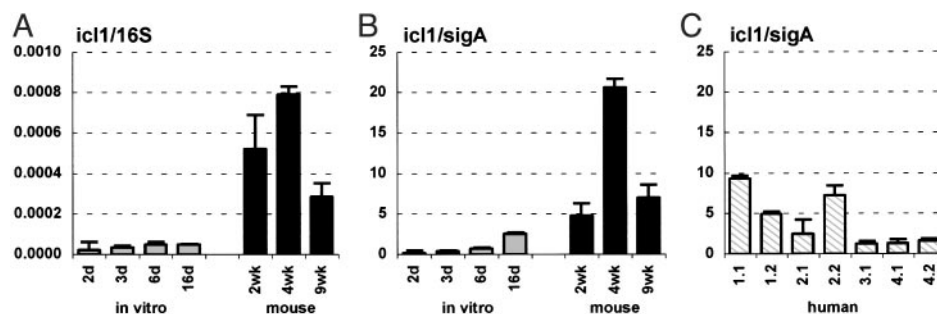 A
icl1/16S
0.0010
0.0008
0.0006
0.0004
0.0002
0.0000
2d 3d 6d 16d 2wk 4wk 9wk
in vitro mouse
B
icl1/sigA
25
20
15
10
5
0
2d 3d 6d 16d 2wk 4wk 9wk
in vitro mouse
C
icl1/sigA
25
20
15
10
5
0
1.1 1.2 2.1 2.2 3.1 4.1 4.2
human